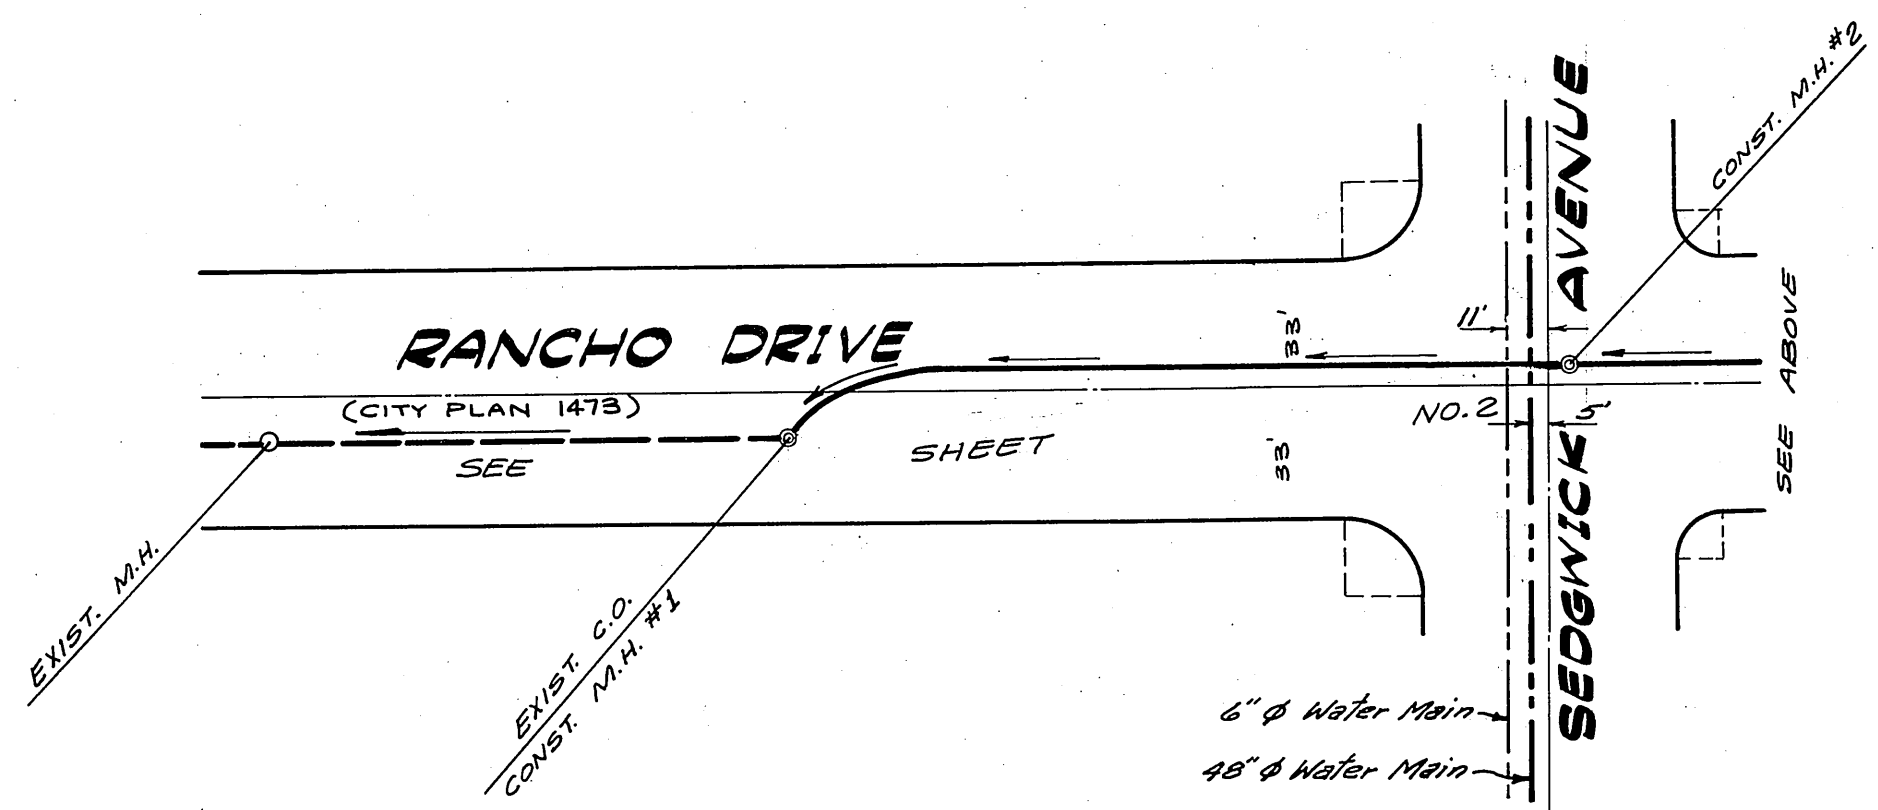 CONST. M.H. #2
SEDGWICK AVENUE
RANCHO DRIVE
(CITY PLAN 1473)
33'
11'
SEE ABOVE
SEE SHEET NO. 2
5'
33'
EXIST. M.H.
EXIST. C.O.
CONST. M.H. #1
6" ø Water Main
48" ø Water Main